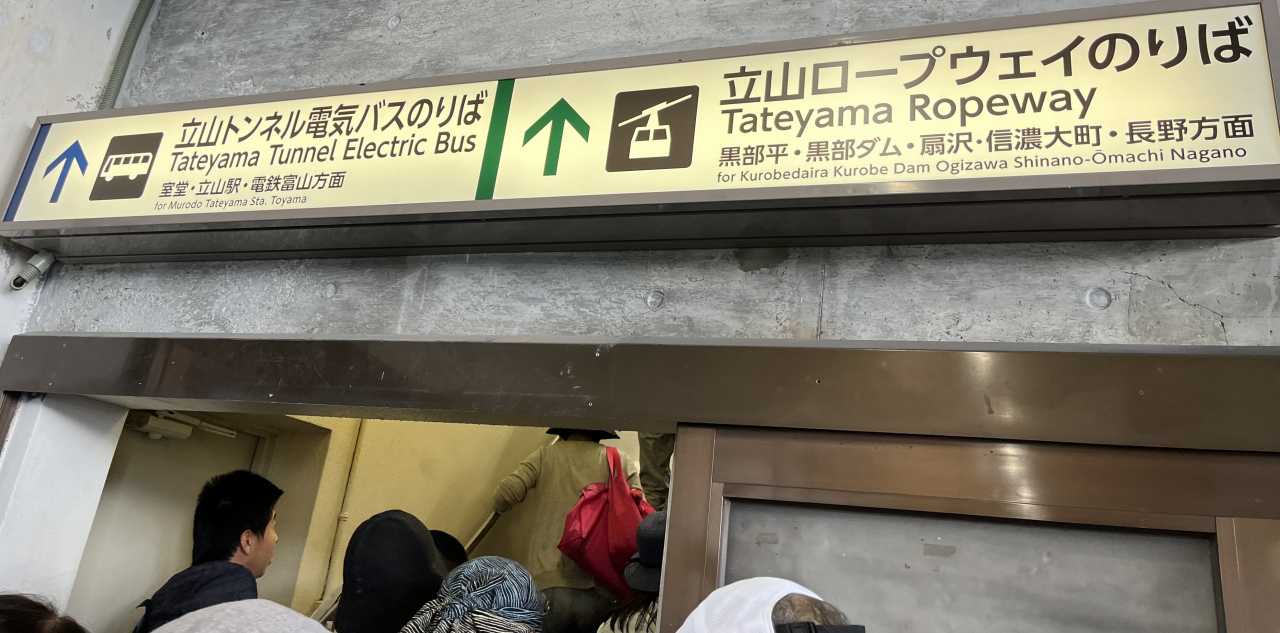 立山トンネル電気バスのりば
Tateyama Tunnel Electric Bus
室堂・立山駅・電鉄富山方面
for Murodo Tateyama Sta. Toyama
立山ロープウェイのりば
Tateyama Ropeway
黒部平・黒部ダム・扇沢・信濃大町・長野方面
for Kurobedaira Kurobe Dam Ogizawa Shinano-Ōmachi Nagano